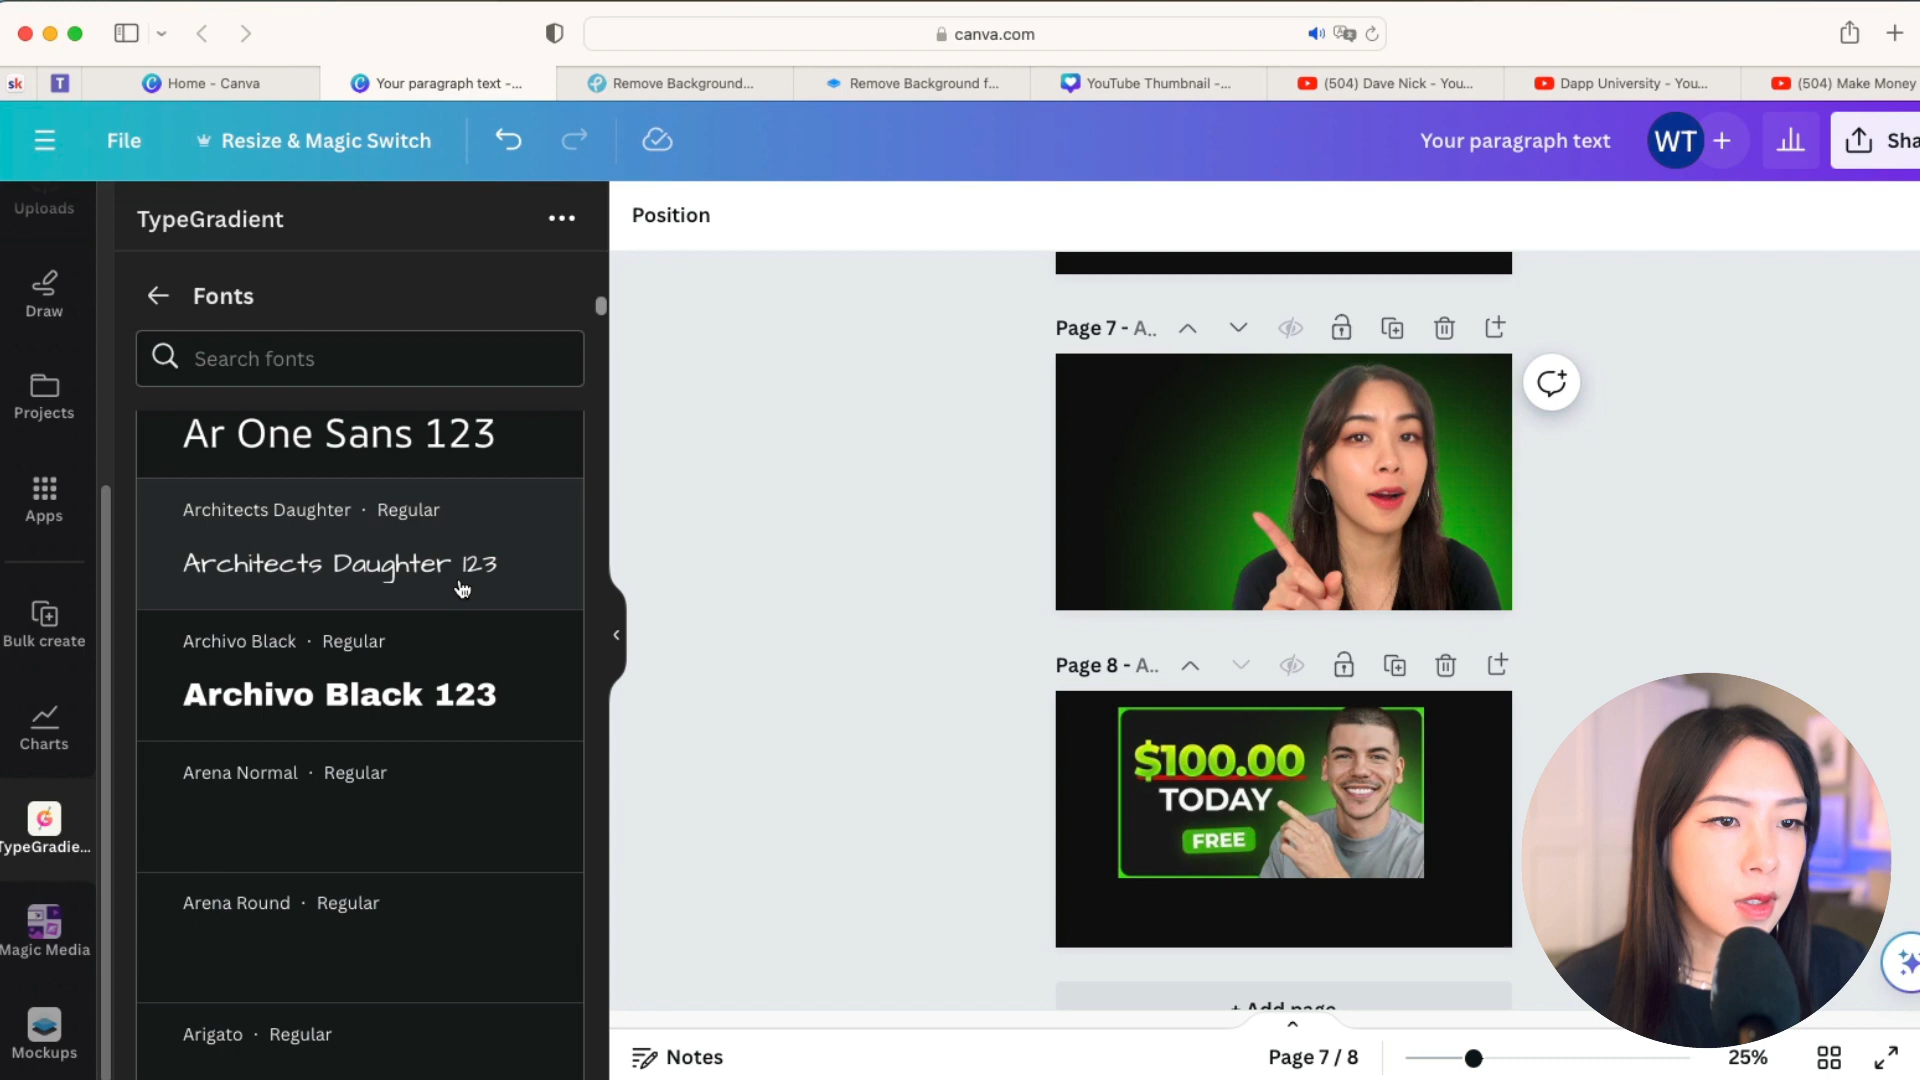 canva.com
sk
T
Home - Canva
Your paragraph text -...
Remove Background...
Remove Background f...
YouTube Thumbnail -...
(504) Dave Nick - You...
Dapp University - You...
(504) Make Money
File
Resize & Magic Switch
Your paragraph text
WT
Sha
Uploads
Draw
Projects
Apps
Bulk create
Charts
TypeGradie...
Magic Media
Mockups
TypeGradient
Fonts
Search fonts
Ar One Sans 123
Architects Daughter · Regular
Architects Daughter 123
Archivo Black · Regular
Archivo Black 123
Arena Normal · Regular
Arena Round · Regular
Arigato · Regular
Position
Page 7 - A..
Page 8 - A..
$100.00
TODAY
FREE
+ Add page
Notes
Page 7 / 8
25%